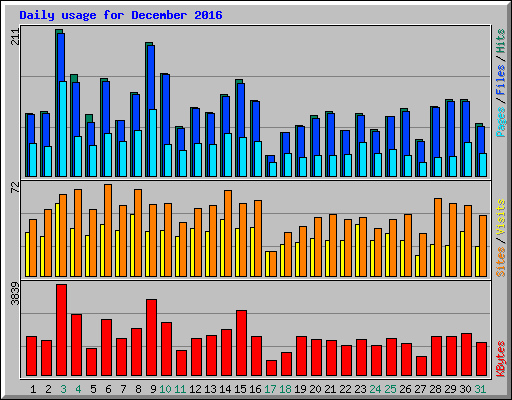 Daily usage for December 2016
211
Pages / Files / Hits
72
Sites / Visits
3839
KBytes
1 2 3 4 5 6 7 8 9 10 11 12 13 14 15 16 17 18 19 20 21 22 23 24 25 26 27 28 29 30 31